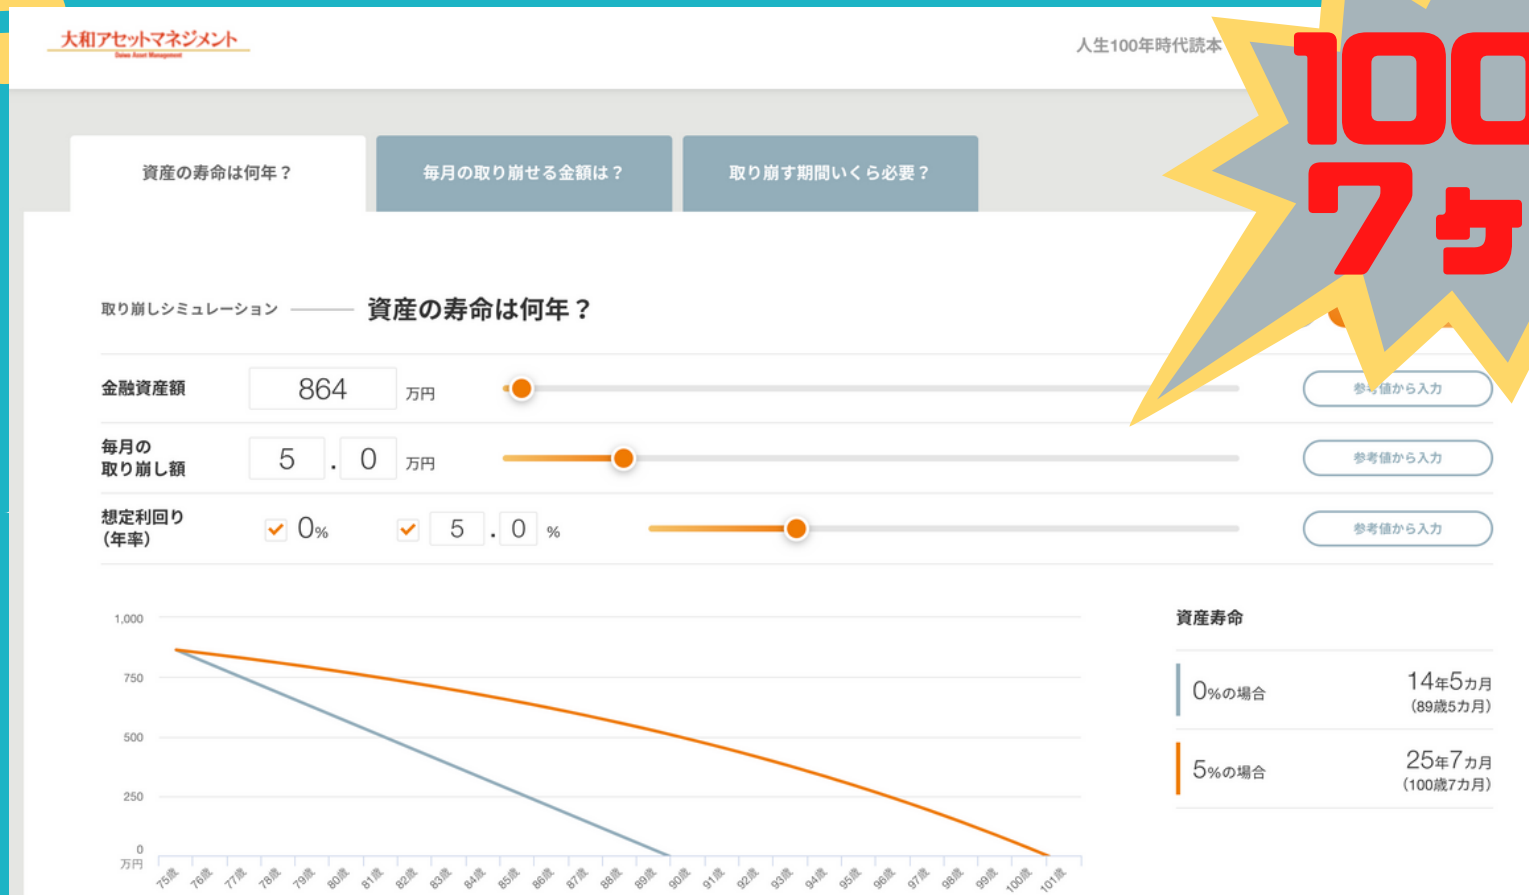 大和アセットマネジメント
Daiwa Asset Management
人生100年時代読本
100
7ヶ
資産の寿命は何年？
毎月の取り崩せる金額は？
取り崩す期間いくら必要？
取り崩しシミュレーション
資産の寿命は何年？
金融資産額
864 万円
参考値から入力
毎月の
取り崩し額
5 . 0 万円
参考値から入力
想定利回り
（年率）
0% 5 . 0 %
参考値から入力
1,000
750
500
250
0
万円
75歳 76歳 77歳 78歳 79歳 80歳 81歳 82歳 83歳 84歳 85歳 86歳 87歳 88歳 89歳 90歳 91歳 92歳 93歳 94歳 95歳 96歳 97歳 98歳 99歳 100歳 101歳
資産寿命
0%の場合
14年5カ月
（89歳5カ月）
5%の場合
25年7カ月
（100歳7カ月）